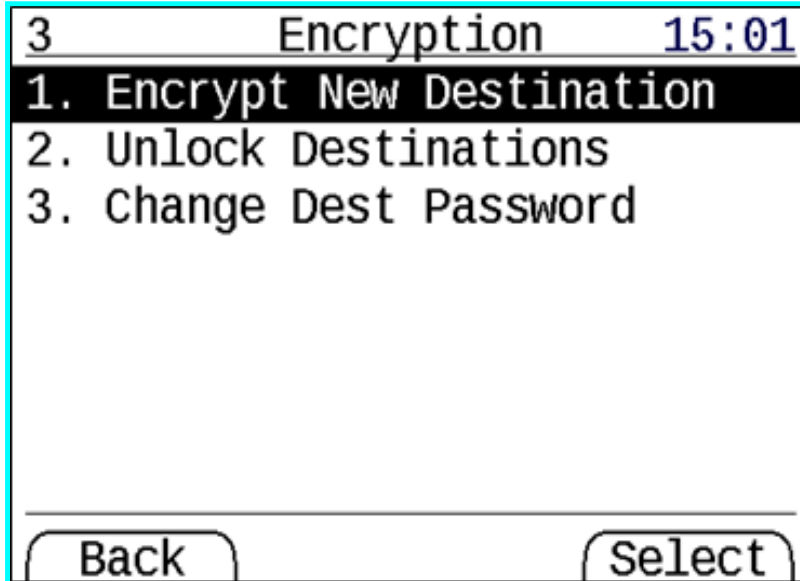 3 Encryption 15:01
1. Encrypt New Destination
2. Unlock Destinations
3. Change Dest Password
Back Select